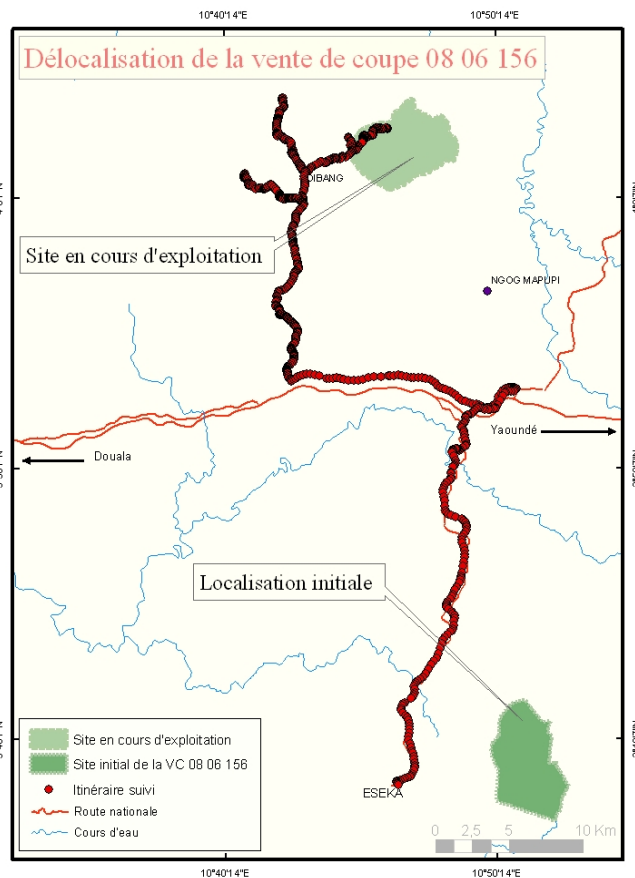 10°40'14"E
10°50'14"E
Délocalisation de la vente de coupe 08 06 156
DIBANG
Site en cours d'exploitation
NGOG MAPUPI
Yaoundé
Douala
Localisation initiale
Site en cours d'exploitation
Site initial de la VC 08 06 156
Itinéraire suivi
Route nationale
Cours d'eau
ESEKA
0 2,5 5 10 Km
10°40'14"E
10°50'14"E